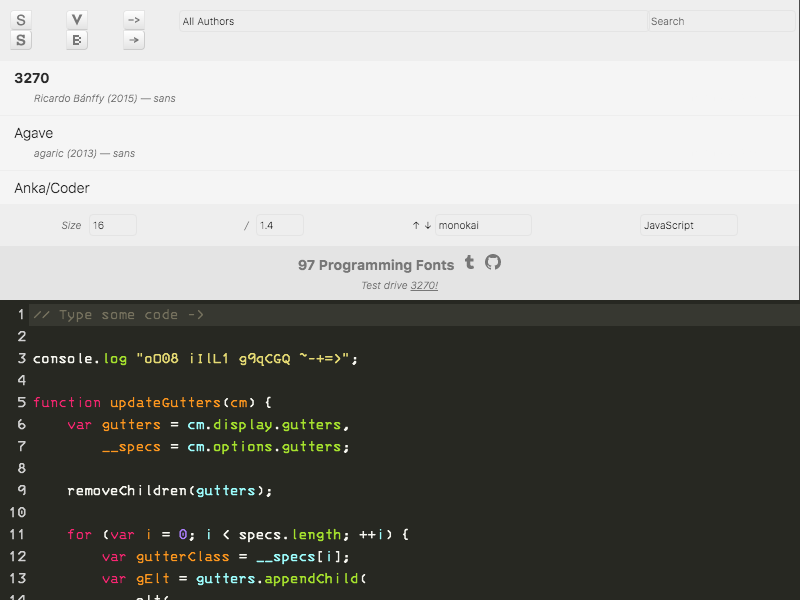 S V -> All Authors Search
S B →
3270
Ricardo Bánffy (2015) — sans
Agave
agaric (2013) — sans
Anka/Coder
Size 16 / 1.4 ↑ ↓ monokai JavaScript
97 Programming Fonts t
Test drive 3270!
1 // Type some code ->
2
3 console.log "oO08 iIlL1 g9qCGQ ~-+=>";
4
5 function updateGutters(cm) {
6 var gutters = cm.display.gutters,
7 __specs = cm.options.gutters;
8
9 removeChildren(gutters);
10
11 for (var i = 0; i < specs.length; ++i) {
12 var gutterClass = __specs[i];
13 var gElt = gutters.appendChild(
14 elt(